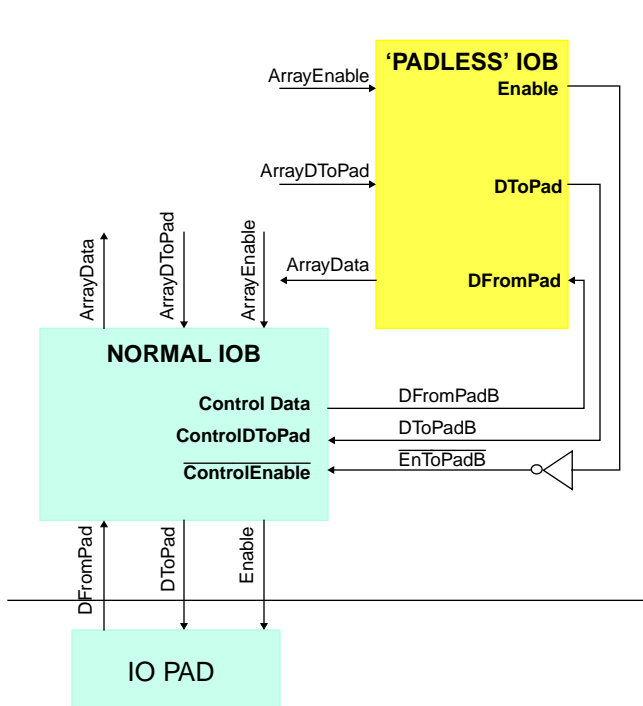 ‘PADLESS’ IOB
ArrayEnable
Enable
ArrayDToPad
DToPad
ArrayData
ArrayDToPad
ArrayEnable
ArrayData
DFromPad
NORMAL IOB
Control Data
DFromPadB
ControlDToPad
DToPadB
ControlEnable
EnToPadB
DFromPad
DToPad
Enable
IO PAD